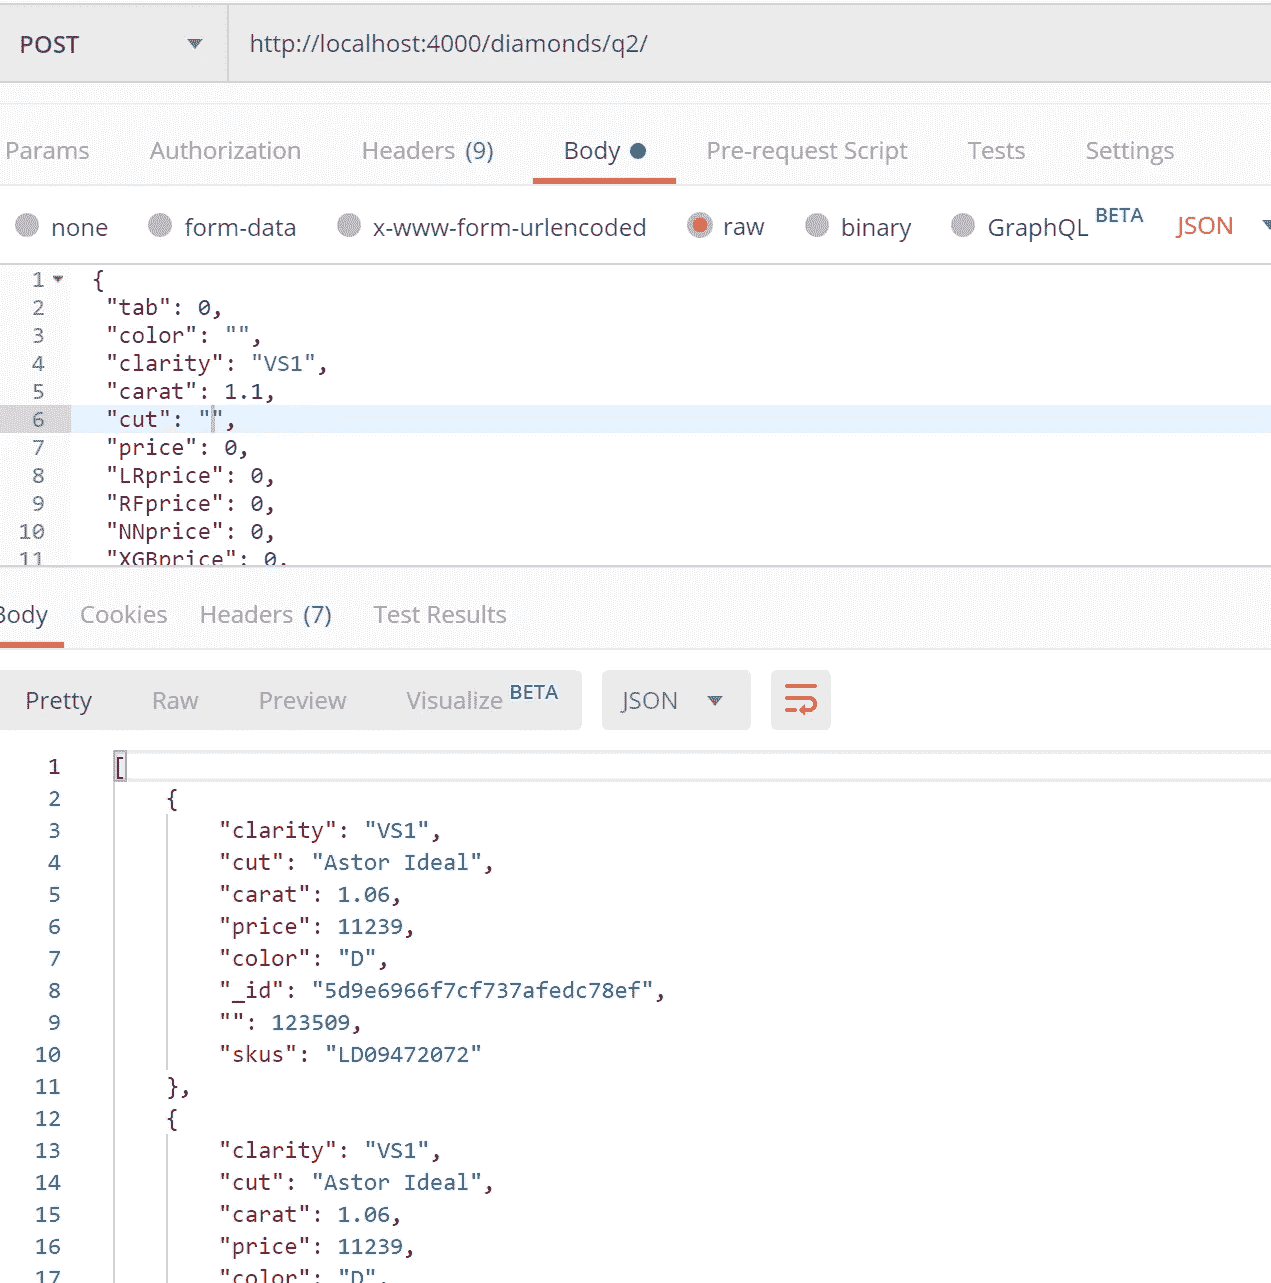 POST http://localhost:4000/diamonds/q2/
Params Authorization Headers (9) Body Pre-request Script Tests Settings
none form-data x-www-form-urlencoded raw binary GraphQL BETA JSON
1 {
2 "tab": 0,
3 "color": "",
4 "clarity": "VS1",
5 "carat": 1.1,
6 "cut": "",
7 "price": 0,
8 "LRprice": 0,
9 "RFprice": 0,
10 "NNprice": 0,
11 "XGBprice": 0,
Body Cookies Headers (7) Test Results
Pretty Raw Preview Visualize BETA JSON
1 [
2 {
3 "clarity": "VS1",
4 "cut": "Astor Ideal",
5 "carat": 1.06,
6 "price": 11239,
7 "color": "D",
8 "_id": "5d9e6966f7cf737afedc78ef",
9 "": 123509,
10 "skus": "LD09472072"
11 },
12 {
13 "clarity": "VS1",
14 "cut": "Astor Ideal",
15 "carat": 1.06,
16 "price": 11239,
17 "color": "D",